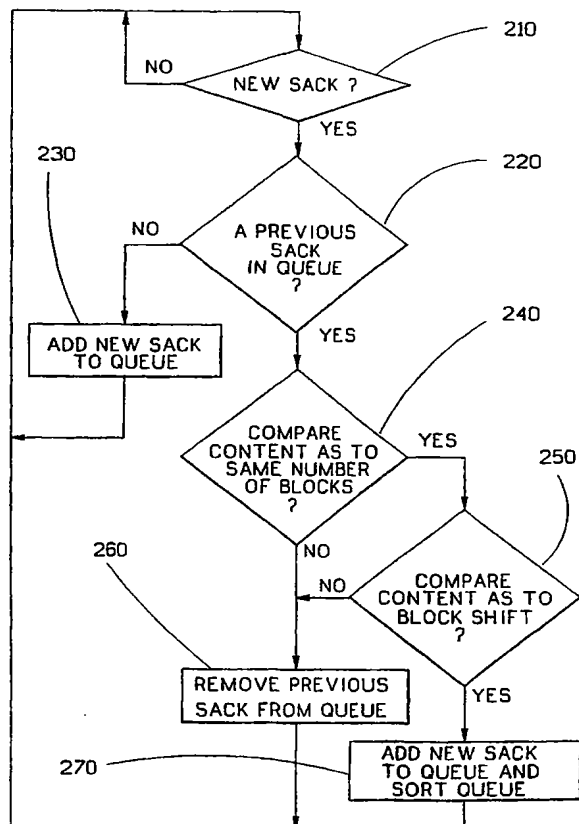 210
NO
NEW SACK ?
YES
230
220
NO
A PREVIOUS
SACK
IN QUEUE
?
ADD NEW SACK
TO QUEUE
YES
240
COMPARE
CONTENT AS TO
SAME NUMBER
OF BLOCKS
?
YES
250
NO
260
NO
COMPARE
CONTENT AS TO
BLOCK SHIFT
?
REMOVE PREVIOUS
SACK FROM QUEUE
YES
270
ADD NEW SACK
TO QUEUE AND
SORT QUEUE